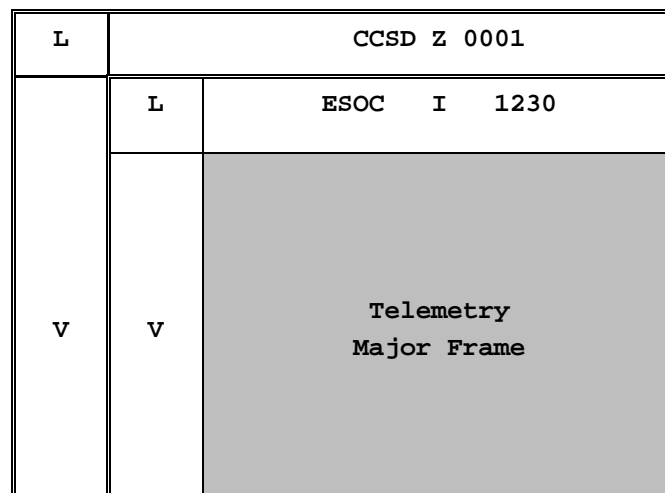 L CCSD Z 0001
L ESOC I 1230
V V Telemetry
Major Frame